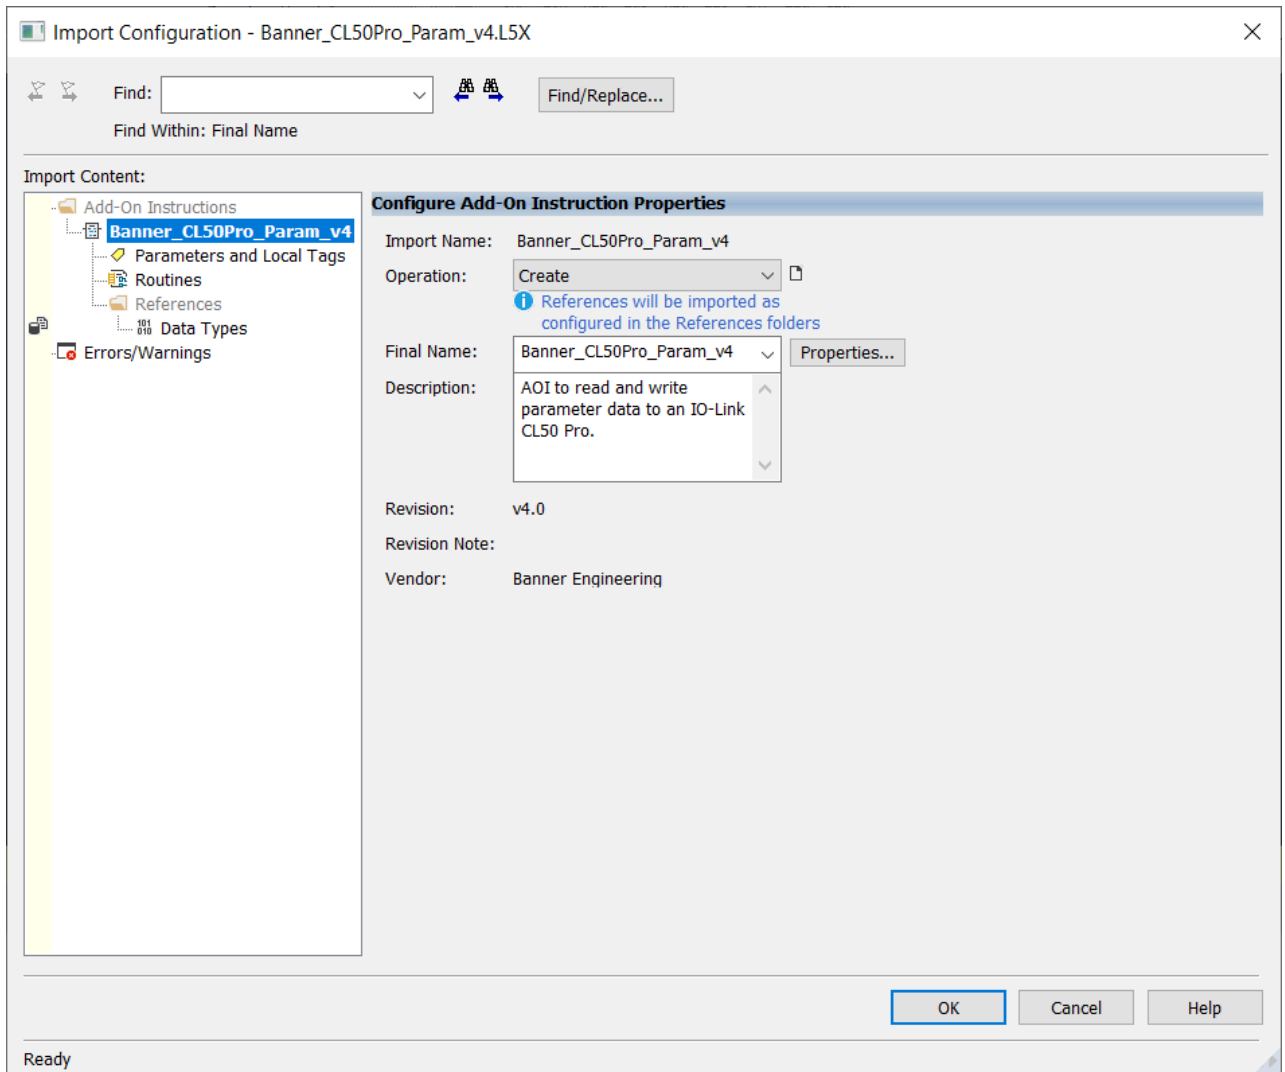 Import Configuration - Banner_CL50Pro_Param_v4.L5X
Find:
Find/Replace...
Find Within: Final Name
Import Content:
Add-On Instructions
Banner_CL50Pro_Param_v4
Parameters and Local Tags
Routines
References
Data Types
Errors/Warnings
Configure Add-On Instruction Properties
Import Name: Banner_CL50Pro_Param_v4
Operation: Create
References will be imported as
configured in the References folders
Final Name: Banner_CL50Pro_Param_v4 Properties...
Description: AOI to read and write
parameter data to an IO-Link
CL50 Pro.
Revision: v4.0
Revision Note:
Vendor: Banner Engineering
OK Cancel Help
Ready